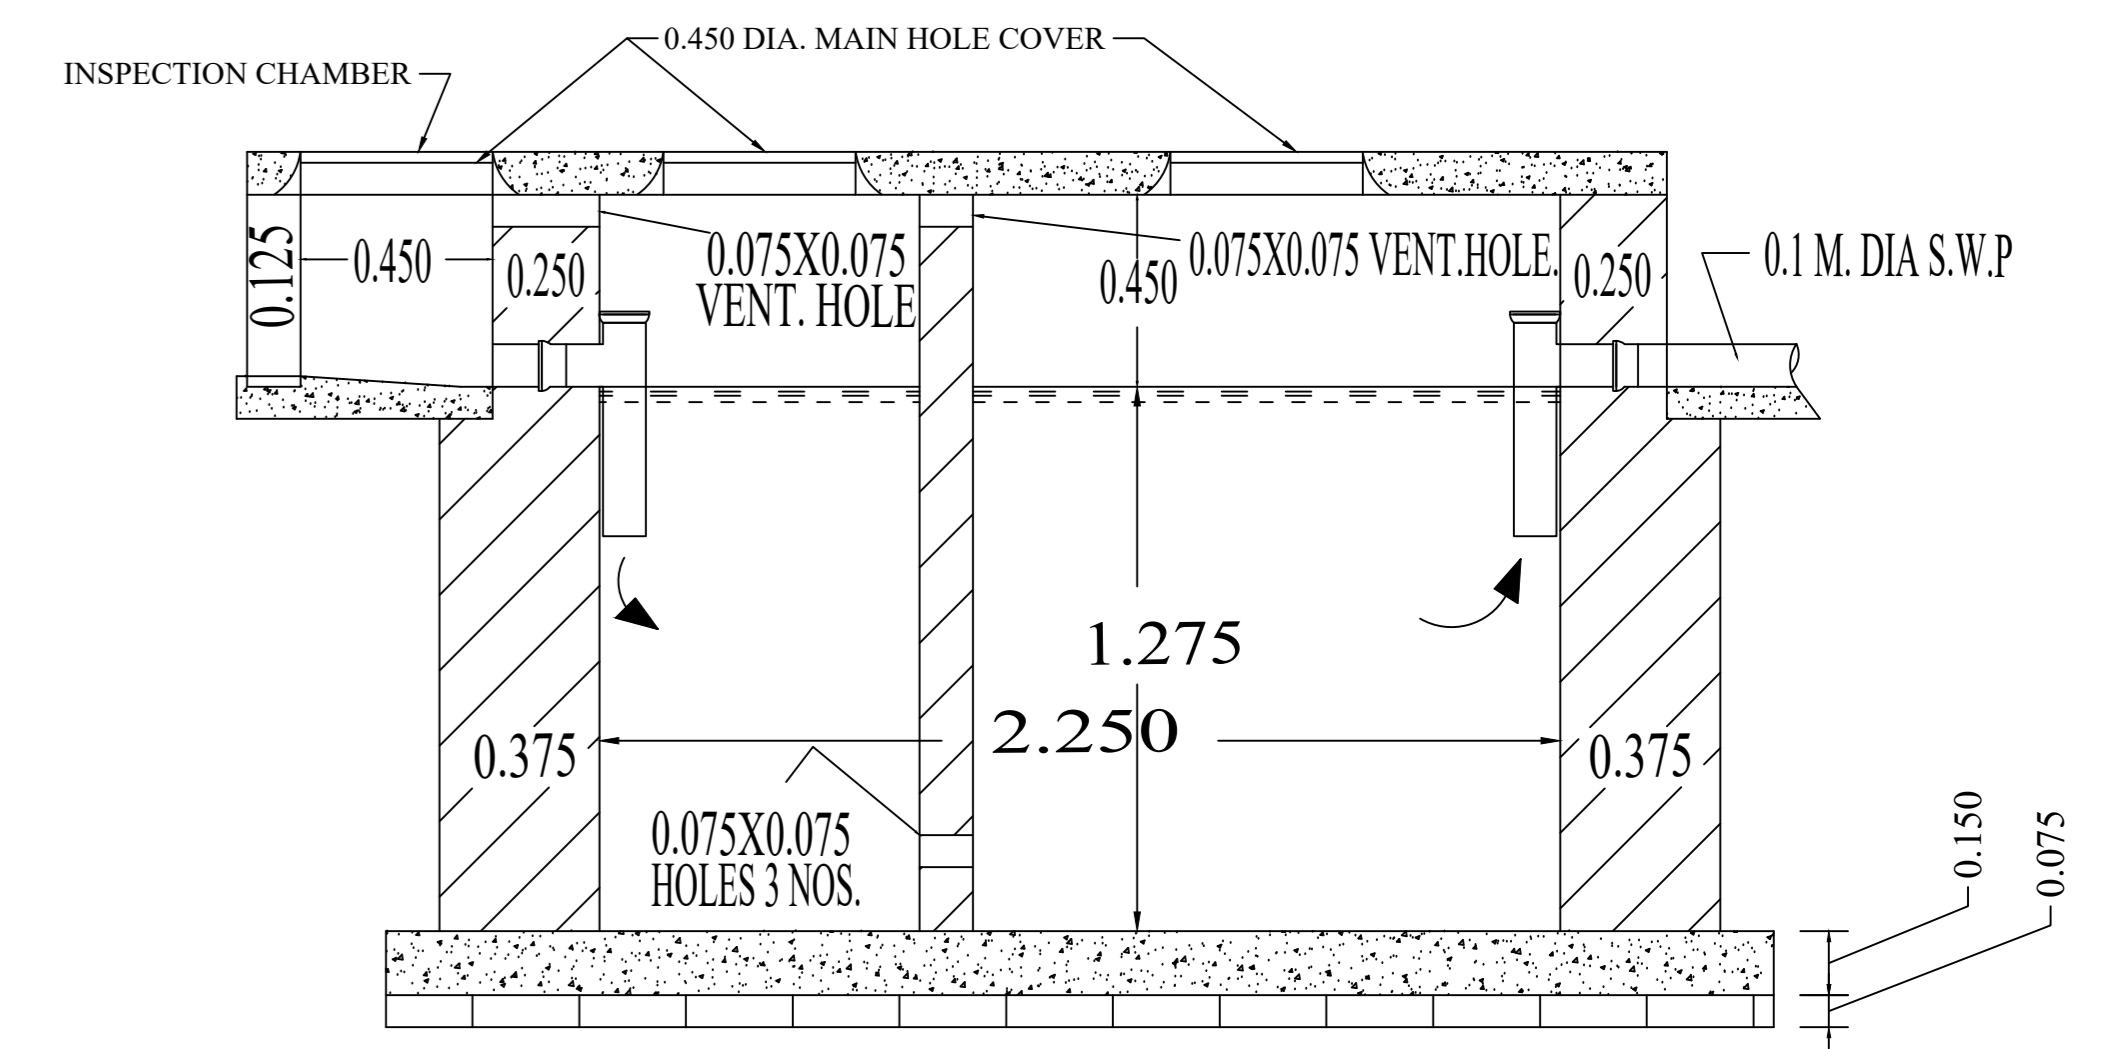 0.450 DIA. MAIN HOLE COVER
INSPECTION CHAMBER
0.125
0.450
0.250
0.075X0.075
VENT. HOLE
0.450
0.075X0.075 VENT.HOLE.
0.250
0.1 M. DIA S.W.P
1.275
2.250
0.375
0.375
0.075X0.075
HOLES 3 NOS.
0.150
0.075